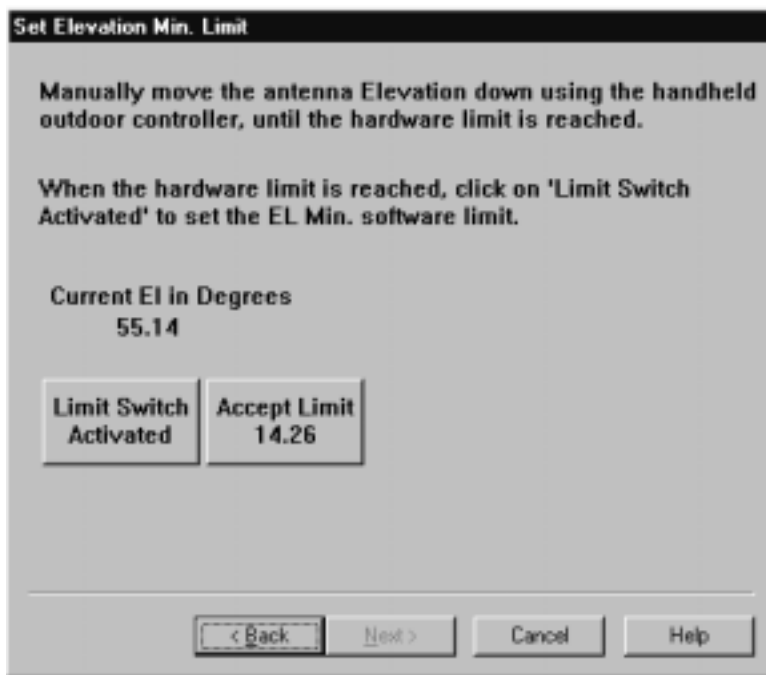 Set Elevation Min. Limit
Manually move the antenna Elevation down using the handheld
outdoor controller, until the hardware limit is reached.
When the hardware limit is reached, click on 'Limit Switch
Activated' to set the EL Min. software limit.
Current El in Degrees
55.14
Limit Switch
Activated
Accept Limit
14.26
< Back
Next >
Cancel
Help